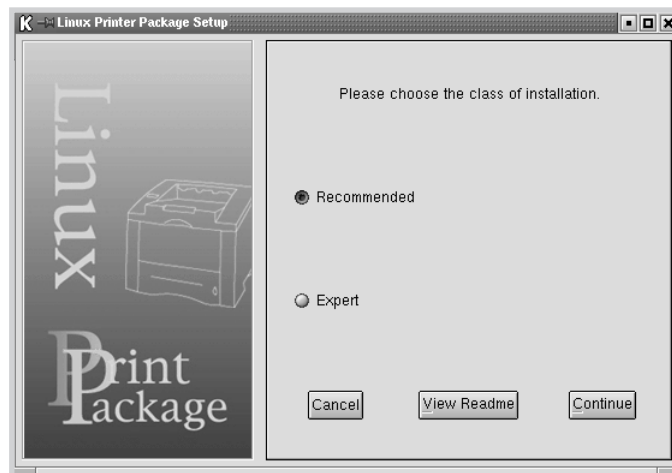 Linux Printer Package Setup
Linux
Print
Package
Please choose the class of installation.
Recommended
Expert
Cancel
View Readme
Continue